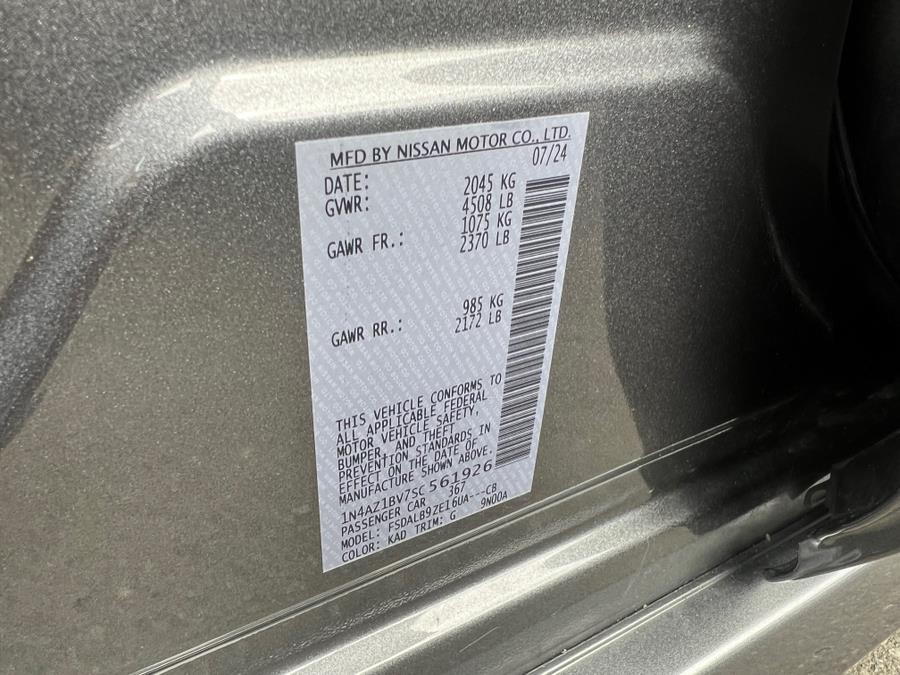 MFD BY NISSAN MOTOR CO., LTD.
DATE: 07/24
GVWR: 2045 KG
4508 LB
GAWR FR.: 1075 KG
2370 LB
GAWR RR.: 985 KG
2172 LB
THIS VEHICLE CONFORMS TO
ALL APPLICABLE FEDERAL
MOTOR VEHICLE SAFETY,
BUMPER, AND THEFT
PREVENTION STANDARDS IN
EFFECT ON THE DATE OF
MANUFACTURE SHOWN ABOVE.
1N4AZ1BV7SC 561926
PASSENGER CAR 367
MODEL: FSDALB9ZE16UA---CB
COLOR: KAD TRIM: G 9N00A